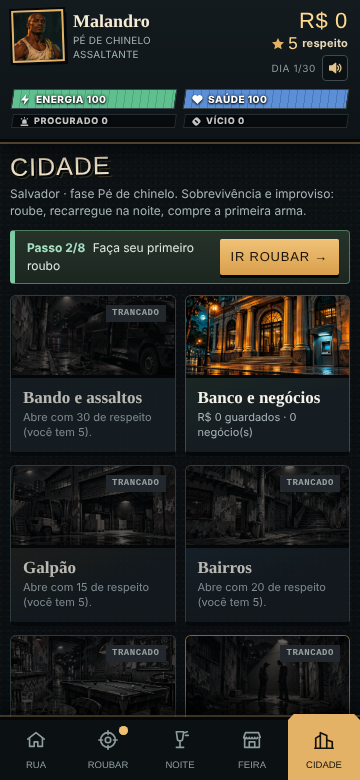 Malandro
PÉ DE CHINELO
ASSALTANTE
R$ 0
5 respeito
DIA 1/30
ENERGIA 100
SAÚDE 100
PROCURADO 0
VÍCIO 0
CIDADE
Salvador · fase Pé de chinelo. Sobrevivência e improviso:
roube, recarregue na noite, compre a primeira arma.
Passo 2/8 Faça seu primeiro
roubo
IR ROUBAR →
TRANCADO
Bando e assaltos
Abre com 30 de respeito
(você tem 5).
Banco e negócios
R$ 0 guardados · 0
negócio(s)
TRANCADO
Galpão
Abre com 15 de respeito
(você tem 5).
TRANCADO
Bairros
Abre com 20 de respeito
(você tem 5).
TRANCADO
TRANCADO
RUA
ROUBAR
NOITE
FEIRA
CIDADE